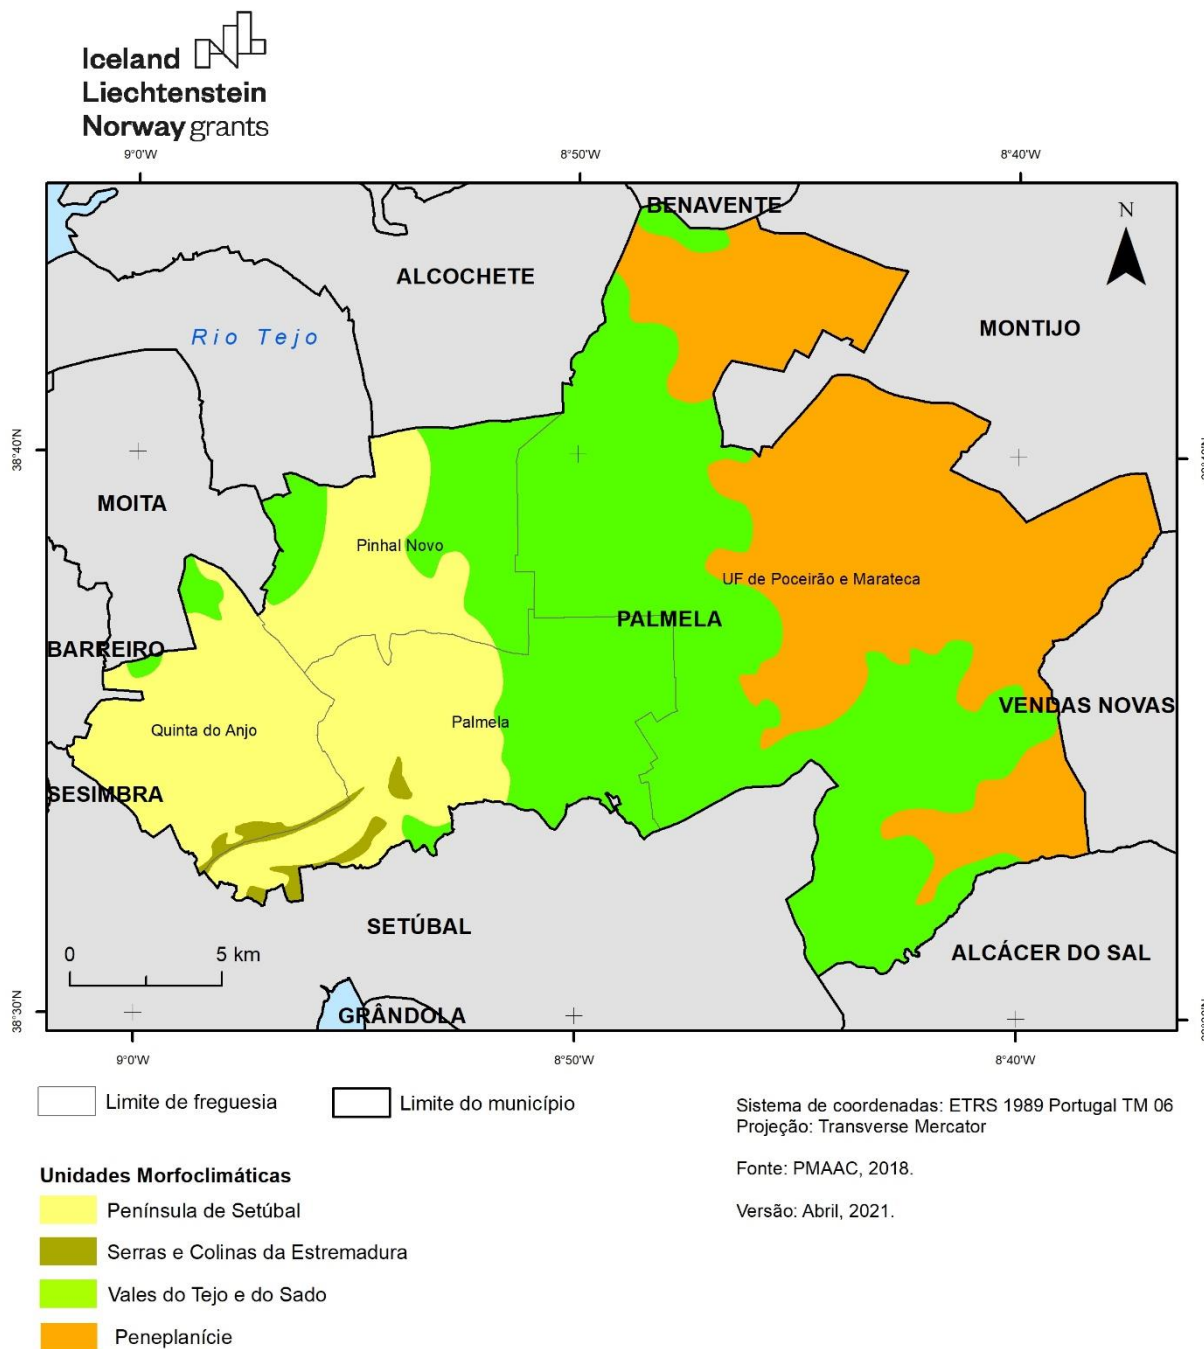 Iceland
Liechtenstein
Norway grants
9°0'W
8°50'W
8°40'W
BENAVENTE
N
ALCOCHETE
MONTIJO
Rio Tejo
38°40'N
MOITA
Pinhal Novo
UF de Poceirão e Marateca
PALMELA
BARREIRO
VENDAS NOVAS
Quinta do Anjo
Palmela
SESIMBRA
SETÚBAL
0
5 km
ALCÁCER DO SAL
38°30'N
GRÂNDOLA
9°0'W
8°50'W
8°40'W
Limite de freguesia
Limite do município
Sistema de coordenadas: ETRS 1989 Portugal TM 06
Projeção: Transverse Mercator
Fonte: PMAAC, 2018.
Versão: Abril, 2021.
Unidades Morfoclimáticas
Península de Setúbal
Serras e Colinas da Estremadura
Vales do Tejo e do Sado
Peneplanície